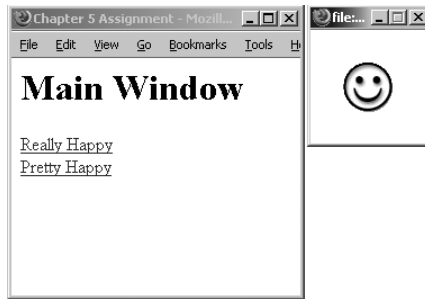 Chapter 5 Assignment - Mozill...
File Edit View Go Bookmarks Tools
Main Window
Really Happy
Pretty Happy
file:...